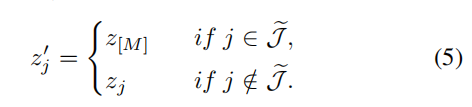 z′_j = { z_[M] if j ∈ 𝒥̃,
z_j if j ∉ 𝒥̃. (5)